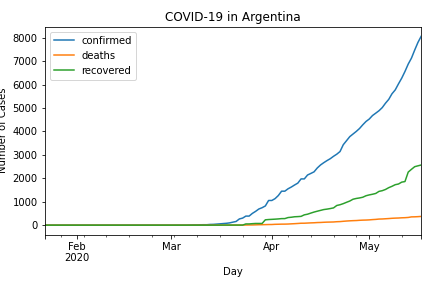 COVID-19 in Argentina
confirmed
deaths
recovered
8000
7000
6000
5000
4000
3000
2000
1000
0
Number of Cases
Feb
2020
Mar
Apr
May
Day